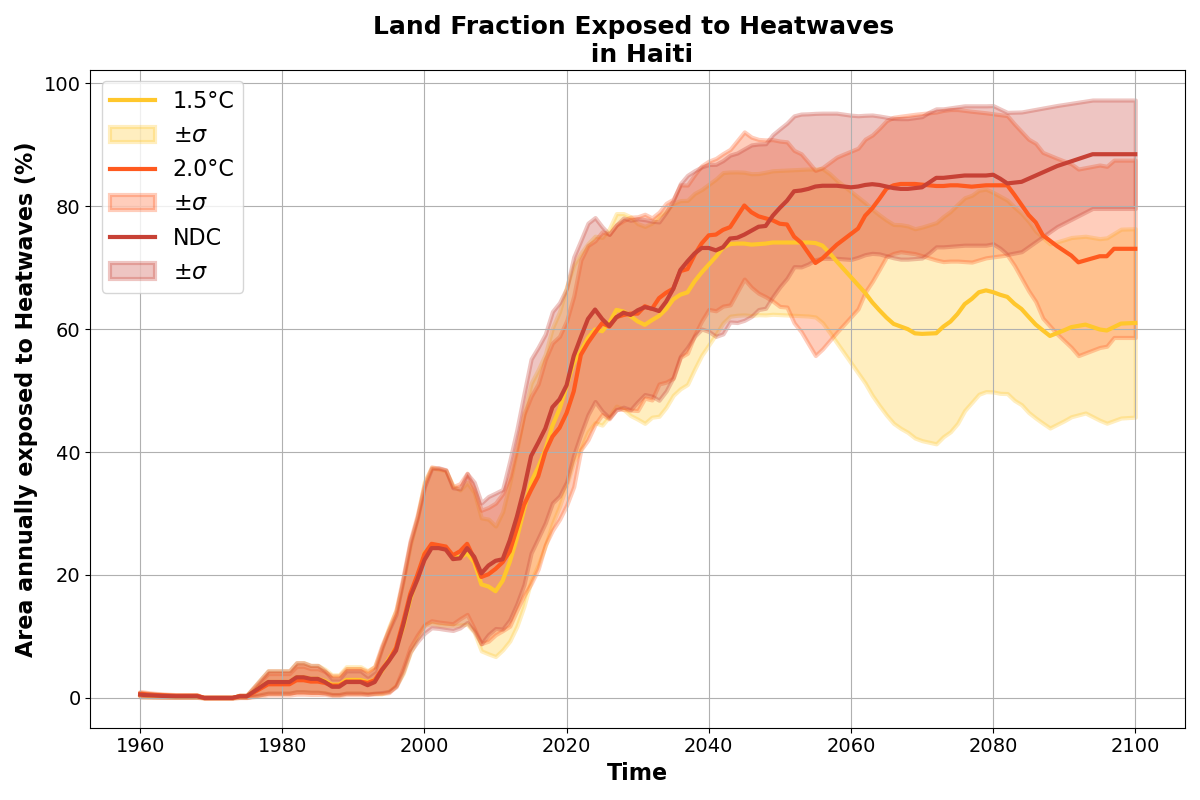 Land Fraction Exposed to Heatwaves
in Haiti
Area annually exposed to Heatwaves (%)
100
80
60
40
20
0
1.5°C
±σ
2.0°C
±σ
NDC
±σ
1960 1980 2000 2020 2040 2060 2080 2100
Time